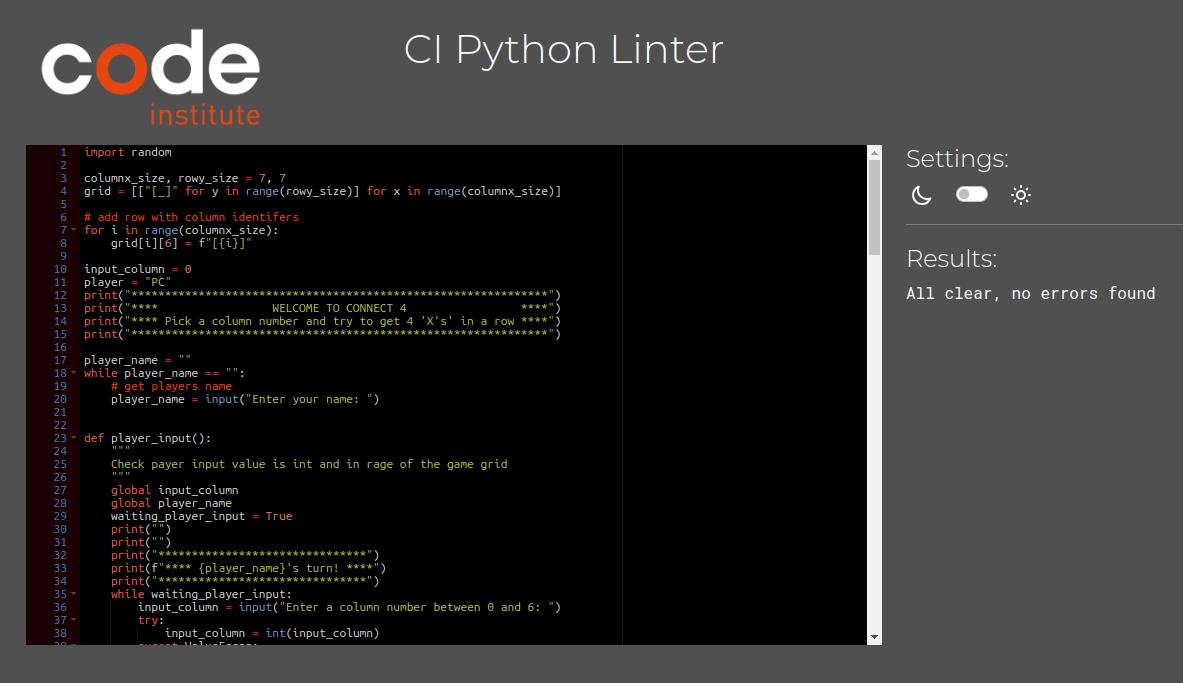 code
institute
CI Python Linter
1 import random
2
3 columnx_size, rowy_size = 7, 7
4 grid = [["[_]" for y in range(rowy_size)] for x in range(columnx_size)]
5
6 # add row with column identifers
7 for i in range(columnx_size):
8     grid[i][6] = f"[{i}]"
9
10 input_column = 0
11 player = "PC"
12 print("**************************************************************")
13 print("****                 WELCOME TO CONNECT 4                 ****")
14 print("**** Pick a column number and try to get 4 'X's' in a row ****")
15 print("**************************************************************")
16
17 player_name = ""
18 while player_name == "":
19     # get players name
20     player_name = input("Enter your name: ")
21
22
23 def player_input():
24     """
25     Check payer input value is int and in rage of the game grid
26     """
27     global input_column
28     global player_name
29     waiting_player_input = True
30     print("")
31     print("")
32     print("*******************************")
33     print(f"**** {player_name}'s turn! ****")
34     print("*******************************")
35     while waiting_player_input:
36         input_column = input("Enter a column number between 0 and 6: ")
37         try:
38             input_column = int(input_column)
39         except ValueError:
Settings:
Results:
All clear, no errors found